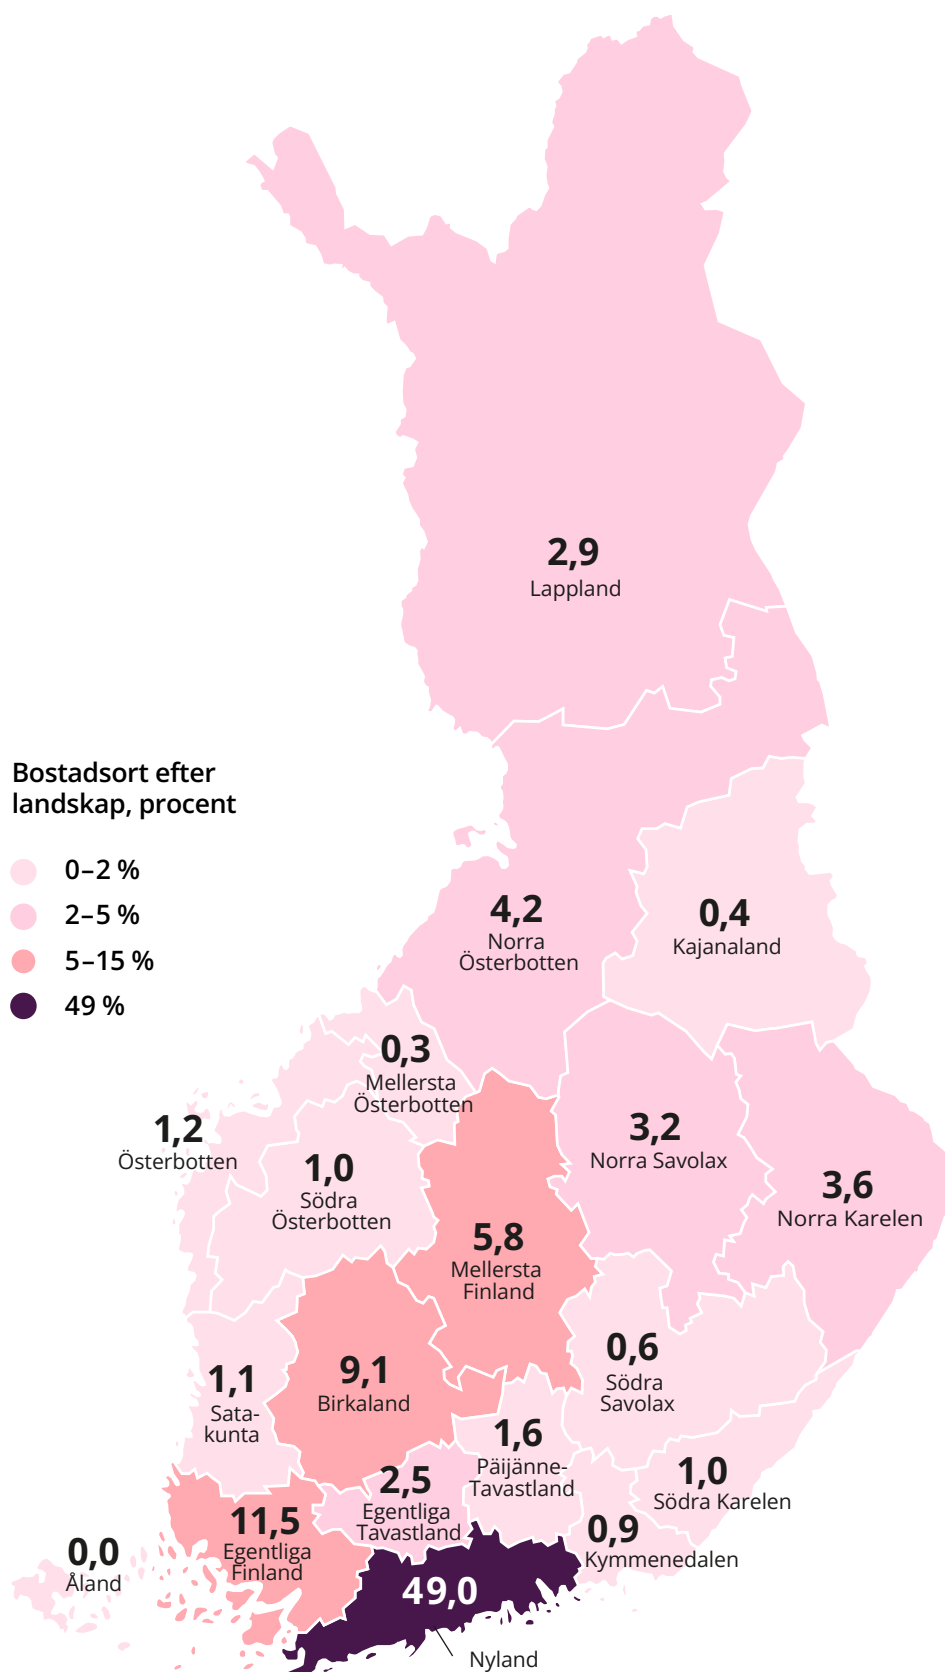 2,9
Lappland
Bostadsort efter
landskap, procent
0–2 %
2–5 %
5–15 %
49 %
4,2
Norra
Österbotten
0,4
Kajanaland
0,3
Mellersta
Österbotten
1,2
Österbotten
1,0
Södra
Österbotten
3,2
Norra Savolax
3,6
Norra Karelen
5,8
Mellersta
Finland
0,6
Södra
Savolax
1,1
Sata-
kunta
9,1
Birkaland
1,6
Päijänne-
Tavastland
2,5
Egentliga
Tavastland
1,0
Södra Karelen
11,5
Egentliga
Finland
0,9
Kymmenedalen
0,0
Åland
49,0
Nyland